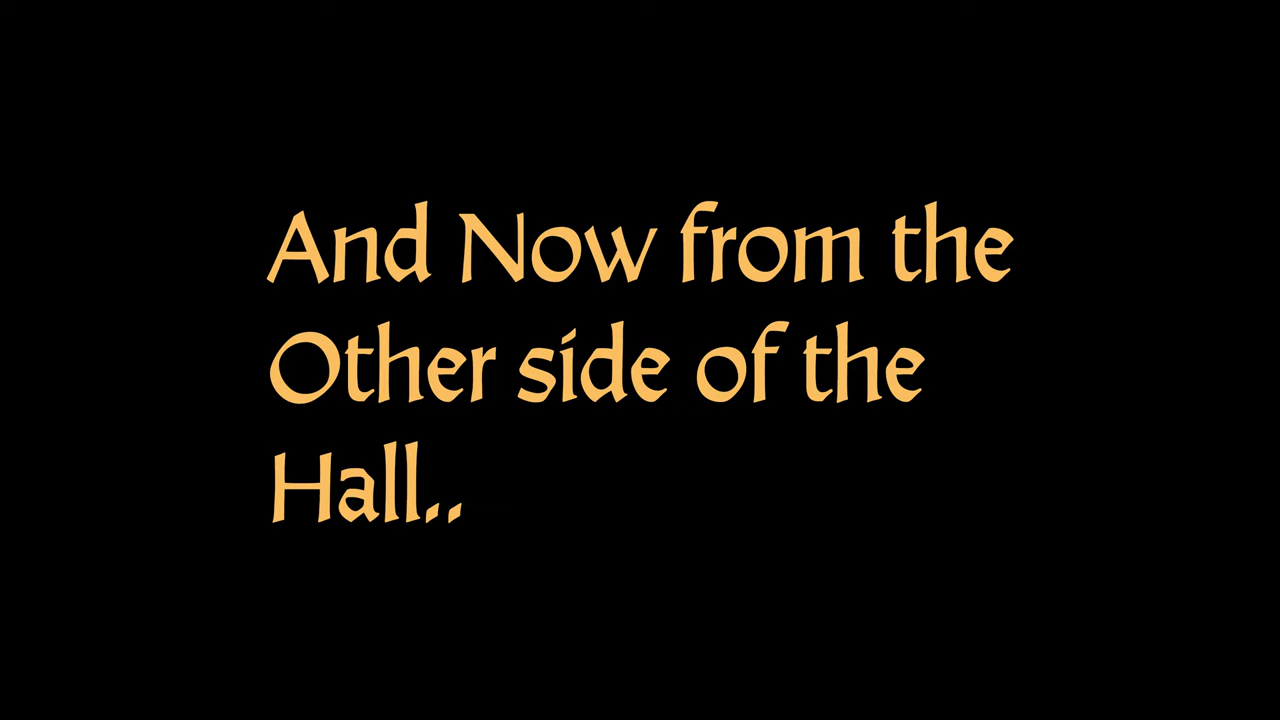 And Now from the
Other side of the
Hall..